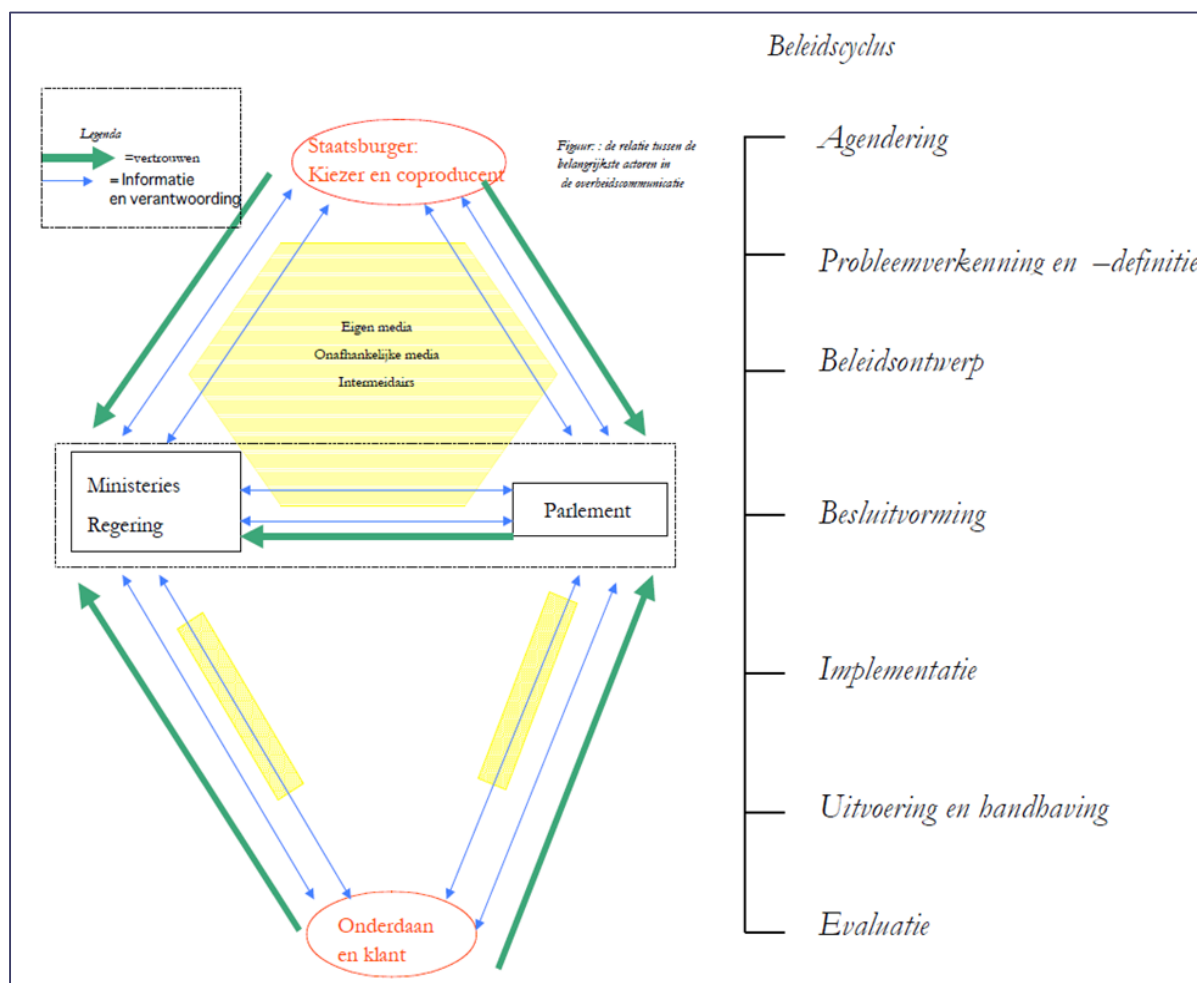 Beleidscyclus
Legenda
=vertrouwen
= Informatie
en verantwoording
Staatsburger:
Kiezer en coproducent
Figuur: : de relatie tussen de
belangrijkste actoren in
de overheidscommunicatie
Eigen media
Onafhankelijke media
Intermeidairs
Ministeries
Regering
Parlement
Onderdaan
en klant
Agendering
Probleemverkenning en –definitie
Beleidsontwerp
Besluitvorming
Implementatie
Uitvoering en handhaving
Evaluatie